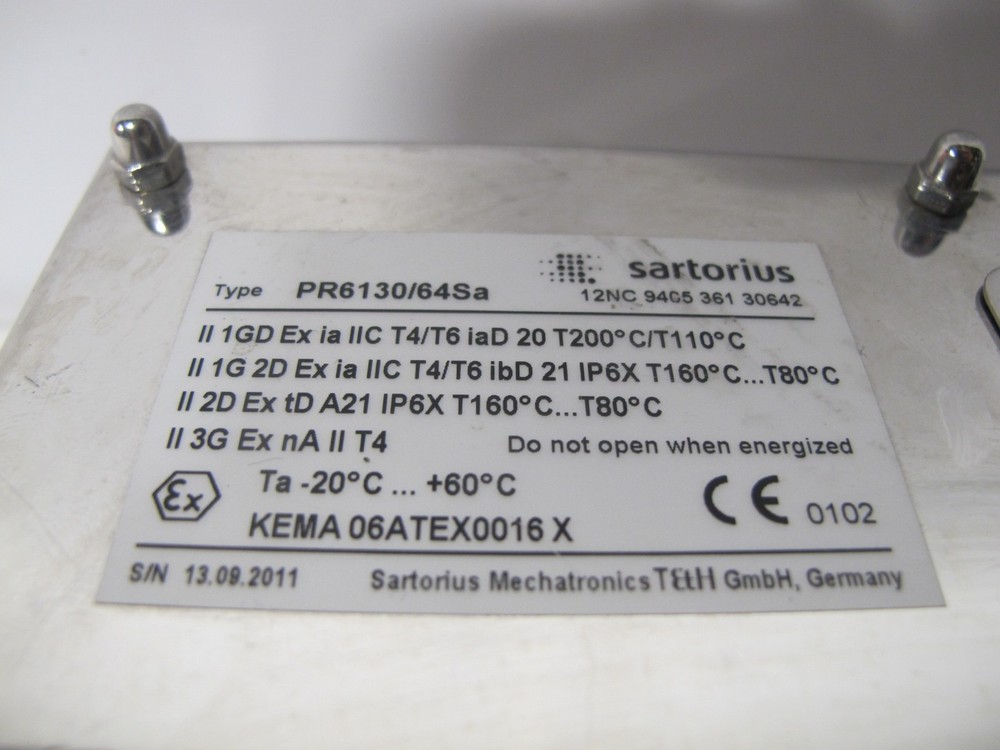 sartorius
Type PR6130/64Sa 12NC 9405 361 30642
II 1GD Ex ia IIC T4/T6 iaD 20 T200°C/T110°C
II 1G 2D Ex ia IIC T4/T6 ibD 21 IP6X T160°C...T80°C
II 2D Ex tD A21 IP6X T160°C...T80°C
II 3G Ex nA II T4 Do not open when energized
Ex Ta -20°C ... +60°C CE 0102
KEMA 06ATEX0016 X
S/N 13.09.2011 Sartorius Mechatronics T&H GmbH, Germany